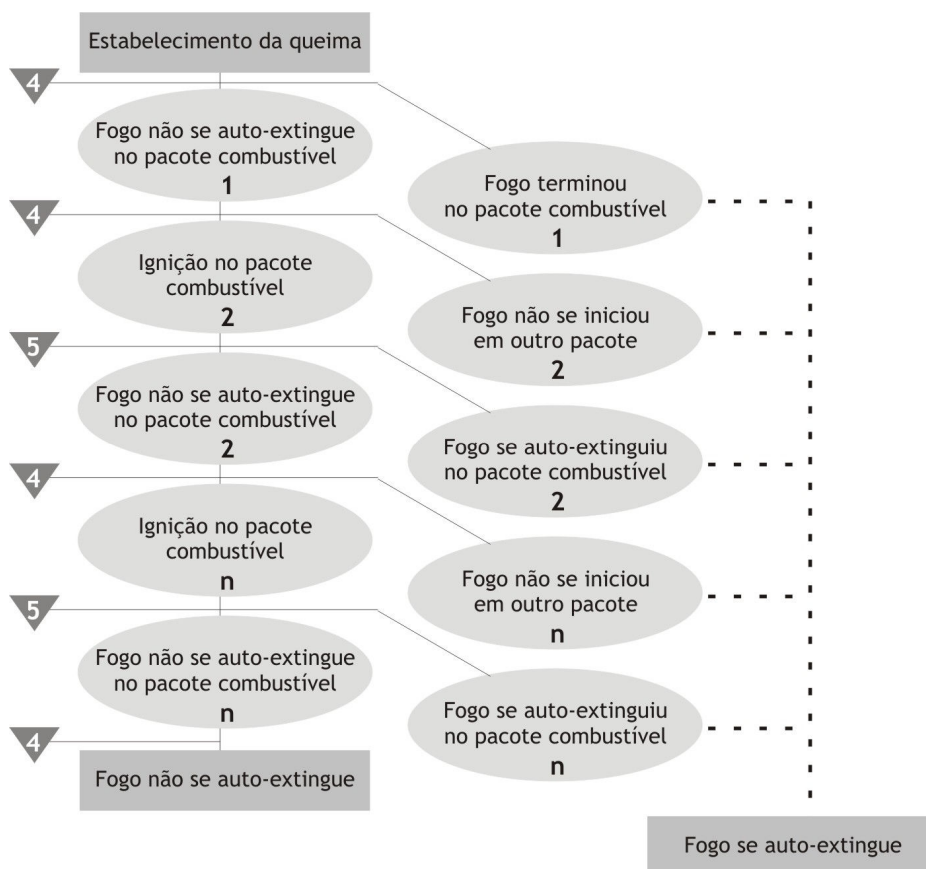 Estabelecimento da queima
4
Fogo não se auto-extingue
no pacote combustível
1
Fogo terminou
no pacote combustível
1
4
Ignição no pacote
combustível
2
Fogo não se iniciou
em outro pacote
2
5
Fogo não se auto-extingue
no pacote combustível
2
Fogo se auto-extinguiu
no pacote combustível
2
4
Ignição no pacote
combustível
n
Fogo não se iniciou
em outro pacote
n
5
Fogo não se auto-extingue
no pacote combustível
n
Fogo se auto-extinguiu
no pacote combustível
n
4
Fogo não se auto-extingue
Fogo se auto-extingue